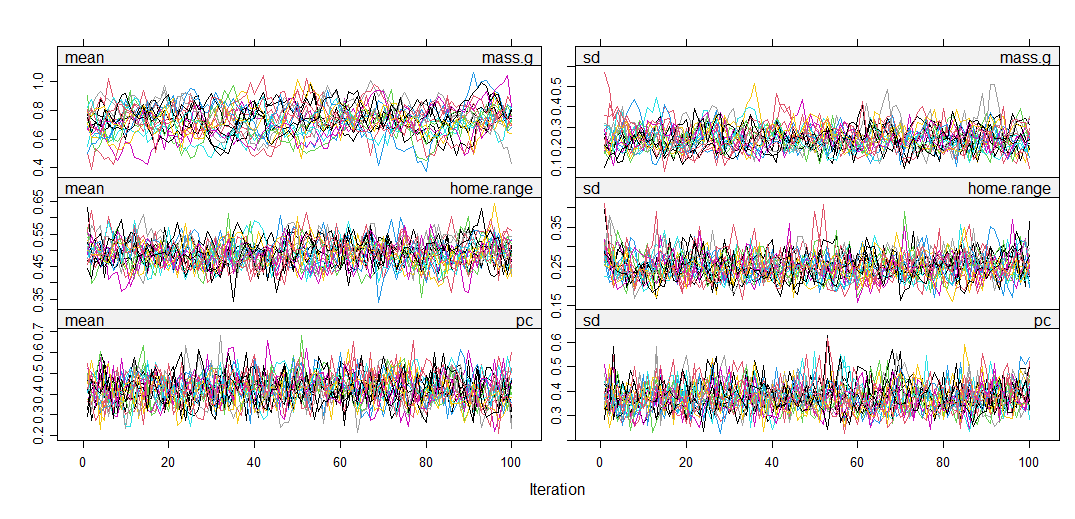 mean mass.g sd mass.g
0.4 0.6 0.8 1.0
0.1 0.2 0.3 0.4 0.5
mean home.range sd home.range
0.35 0.45 0.55 0.65
0.15 0.25 0.35
mean pc sd pc
0.2 0.3 0.4 0.5 0.6 0.7
0.3 0.4 0.5 0.6
0 20 40 60 80 100 0 20 40 60 80 100
Iteration